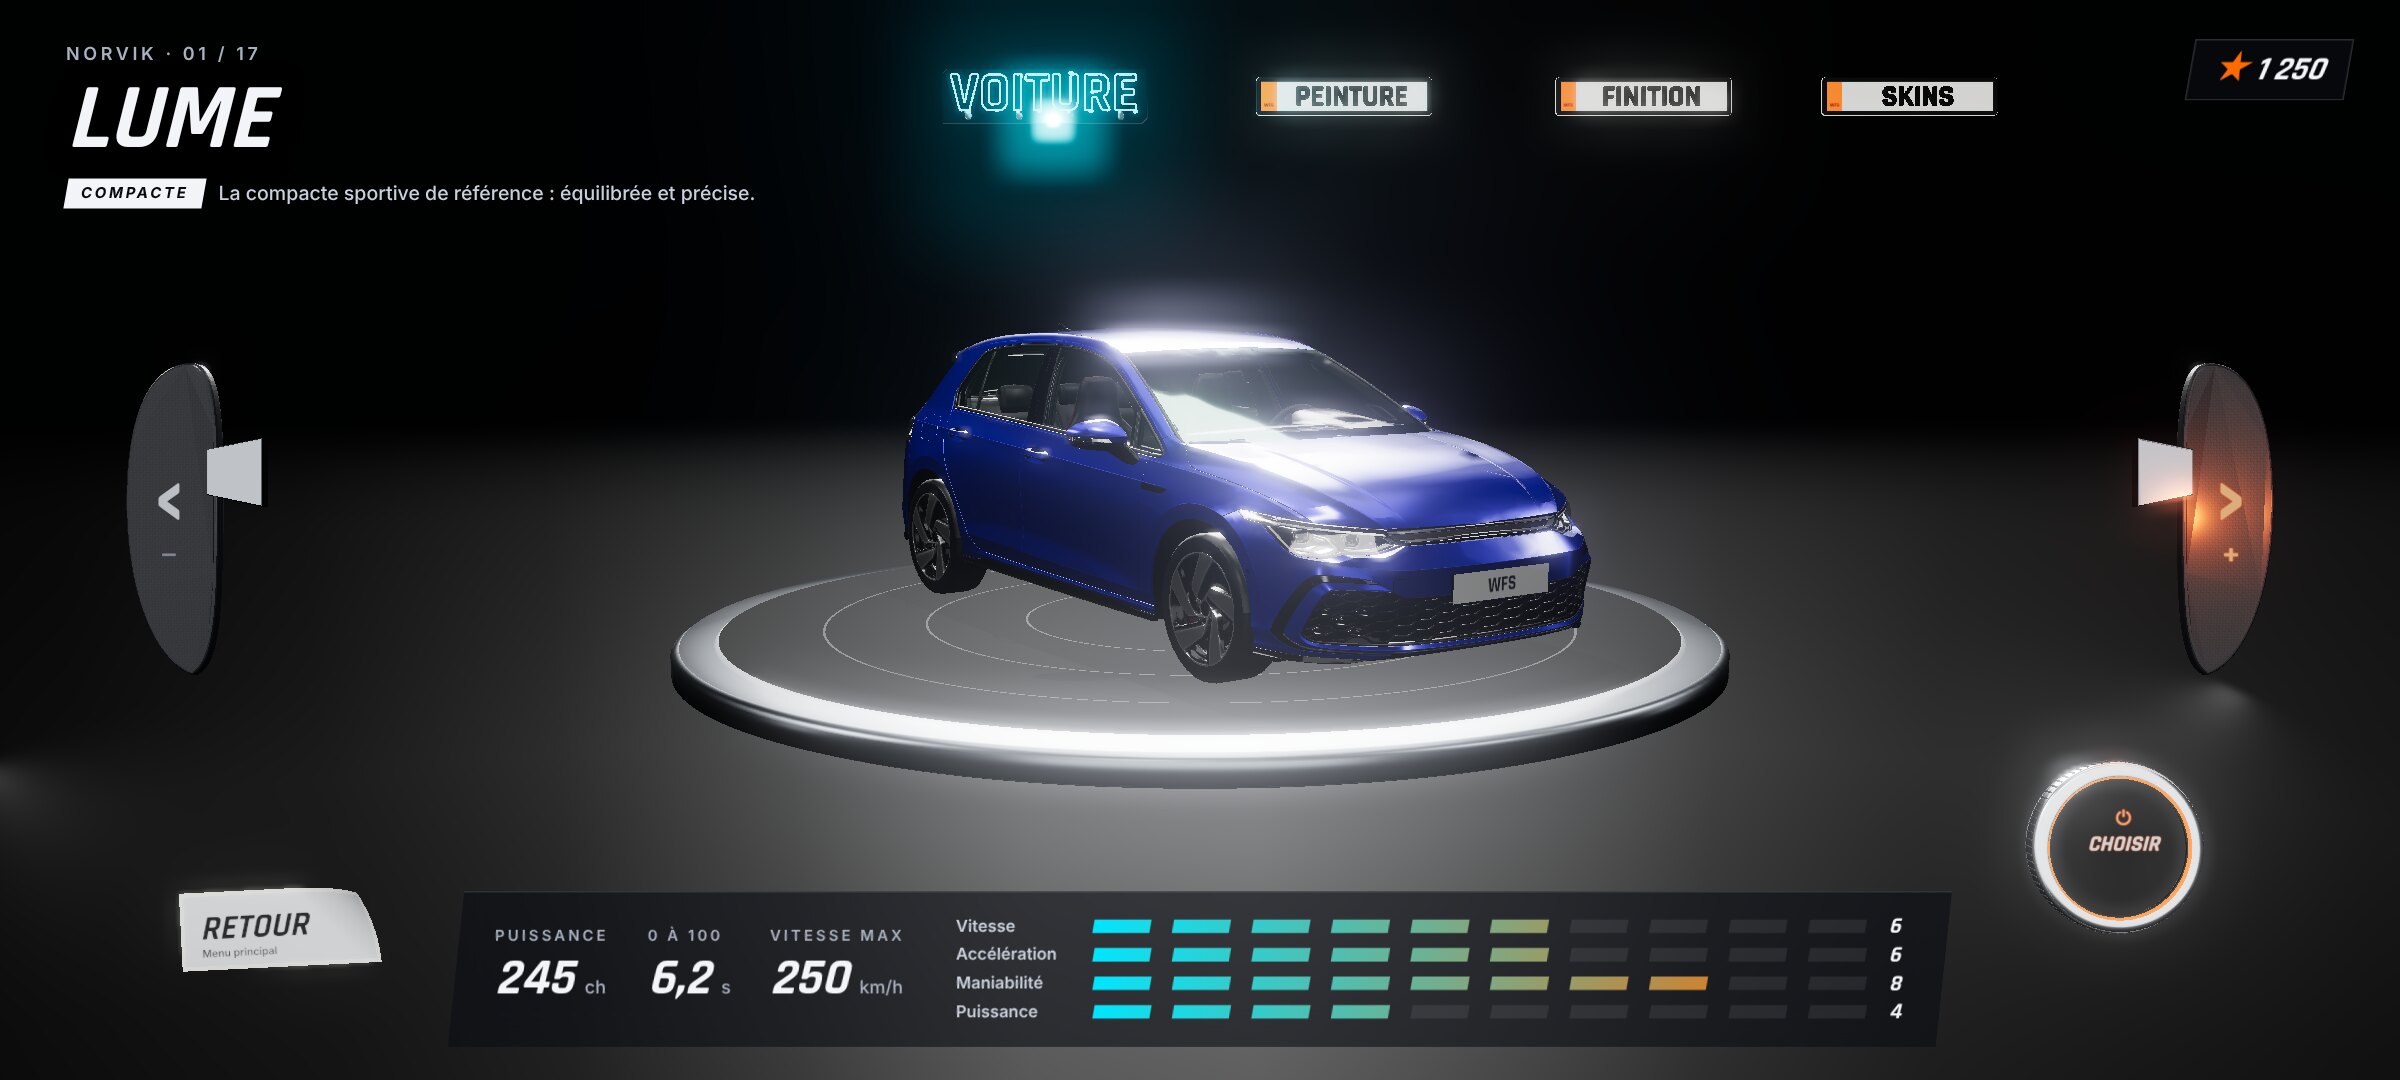 NORVIK · 01 / 17
LUME
COMPACTE La compacte sportive de référence : équilibrée et précise.
VOITURE
PEINTURE
FINITION
SKINS
1 250
<
–
>
+
WFS
CHOISIR
RETOUR
Menu principal
PUISSANCE
245 ch
0 À 100
6,2 s
VITESSE MAX
250 km/h
Vitesse 6
Accélération 6
Maniabilité 8
Puissance 4